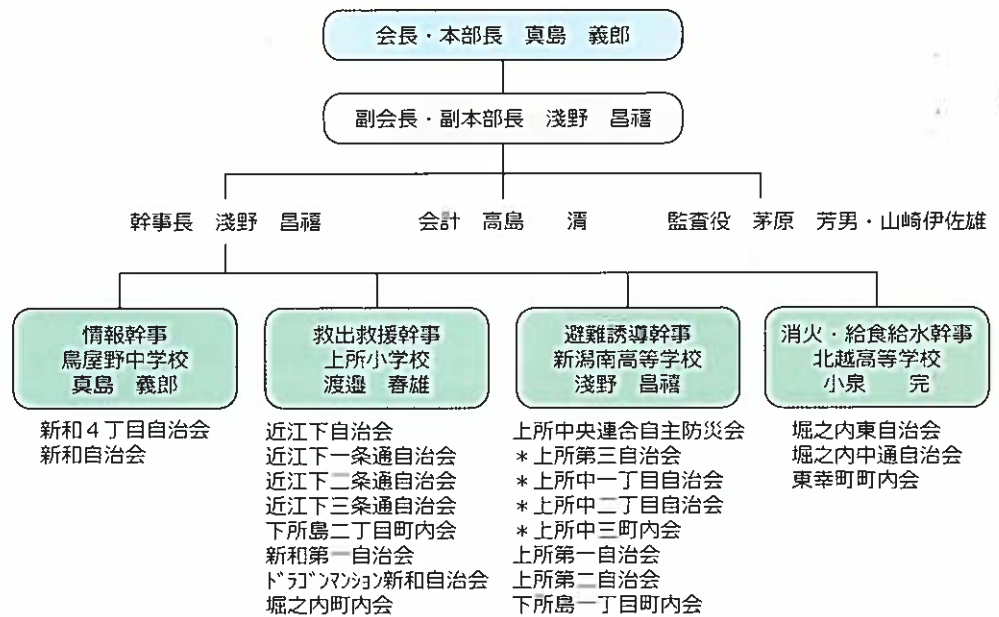 会長・本部長 真島 義郎
副会長・副本部長 淺野 昌禧
幹事長 淺野 昌禧
会計 高島 清
監査役 茅原 芳男・山崎伊佐雄
情報幹事
鳥屋野中学校
真島 義郎
新和4丁目自治会
新和自治会
救出救援幹事
上所小学校
渡邉 春雄
近江下自治会
近江下一条通自治会
近江下二条通自治会
近江下三条通自治会
下所島二丁目町内会
新和第一自治会
ドラゴンマンション新和自治会
堀之内町内会
避難誘導幹事
新潟南高等学校
淺野 昌禧
上所中央連合自主防災会
*上所第三自治会
*上所中一丁目自治会
*上所中二丁目自治会
*上所中三町内会
上所第一自治会
上所第二自治会
下所島一丁目町内会
消火・給食給水幹事
北越高等学校
小泉 完
堀之内東自治会
堀之内中通自治会
東幸町町内会